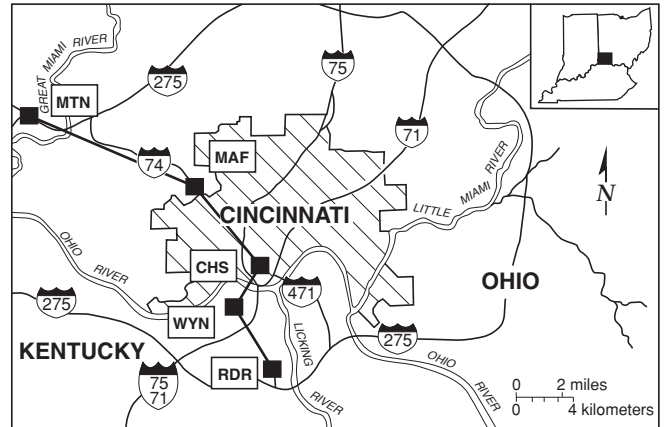 GREAT MIAMI RIVER
MTN
275
75
71
74
MAF
CINCINNATI
LITTLE MIAMI RIVER
N
OHIO RIVER
CHS
471
OHIO
275
WYN
LICKING RIVER
275
KENTUCKY
75
71
RDR
OHIO RIVER
0 2 miles
0 4 kilometers